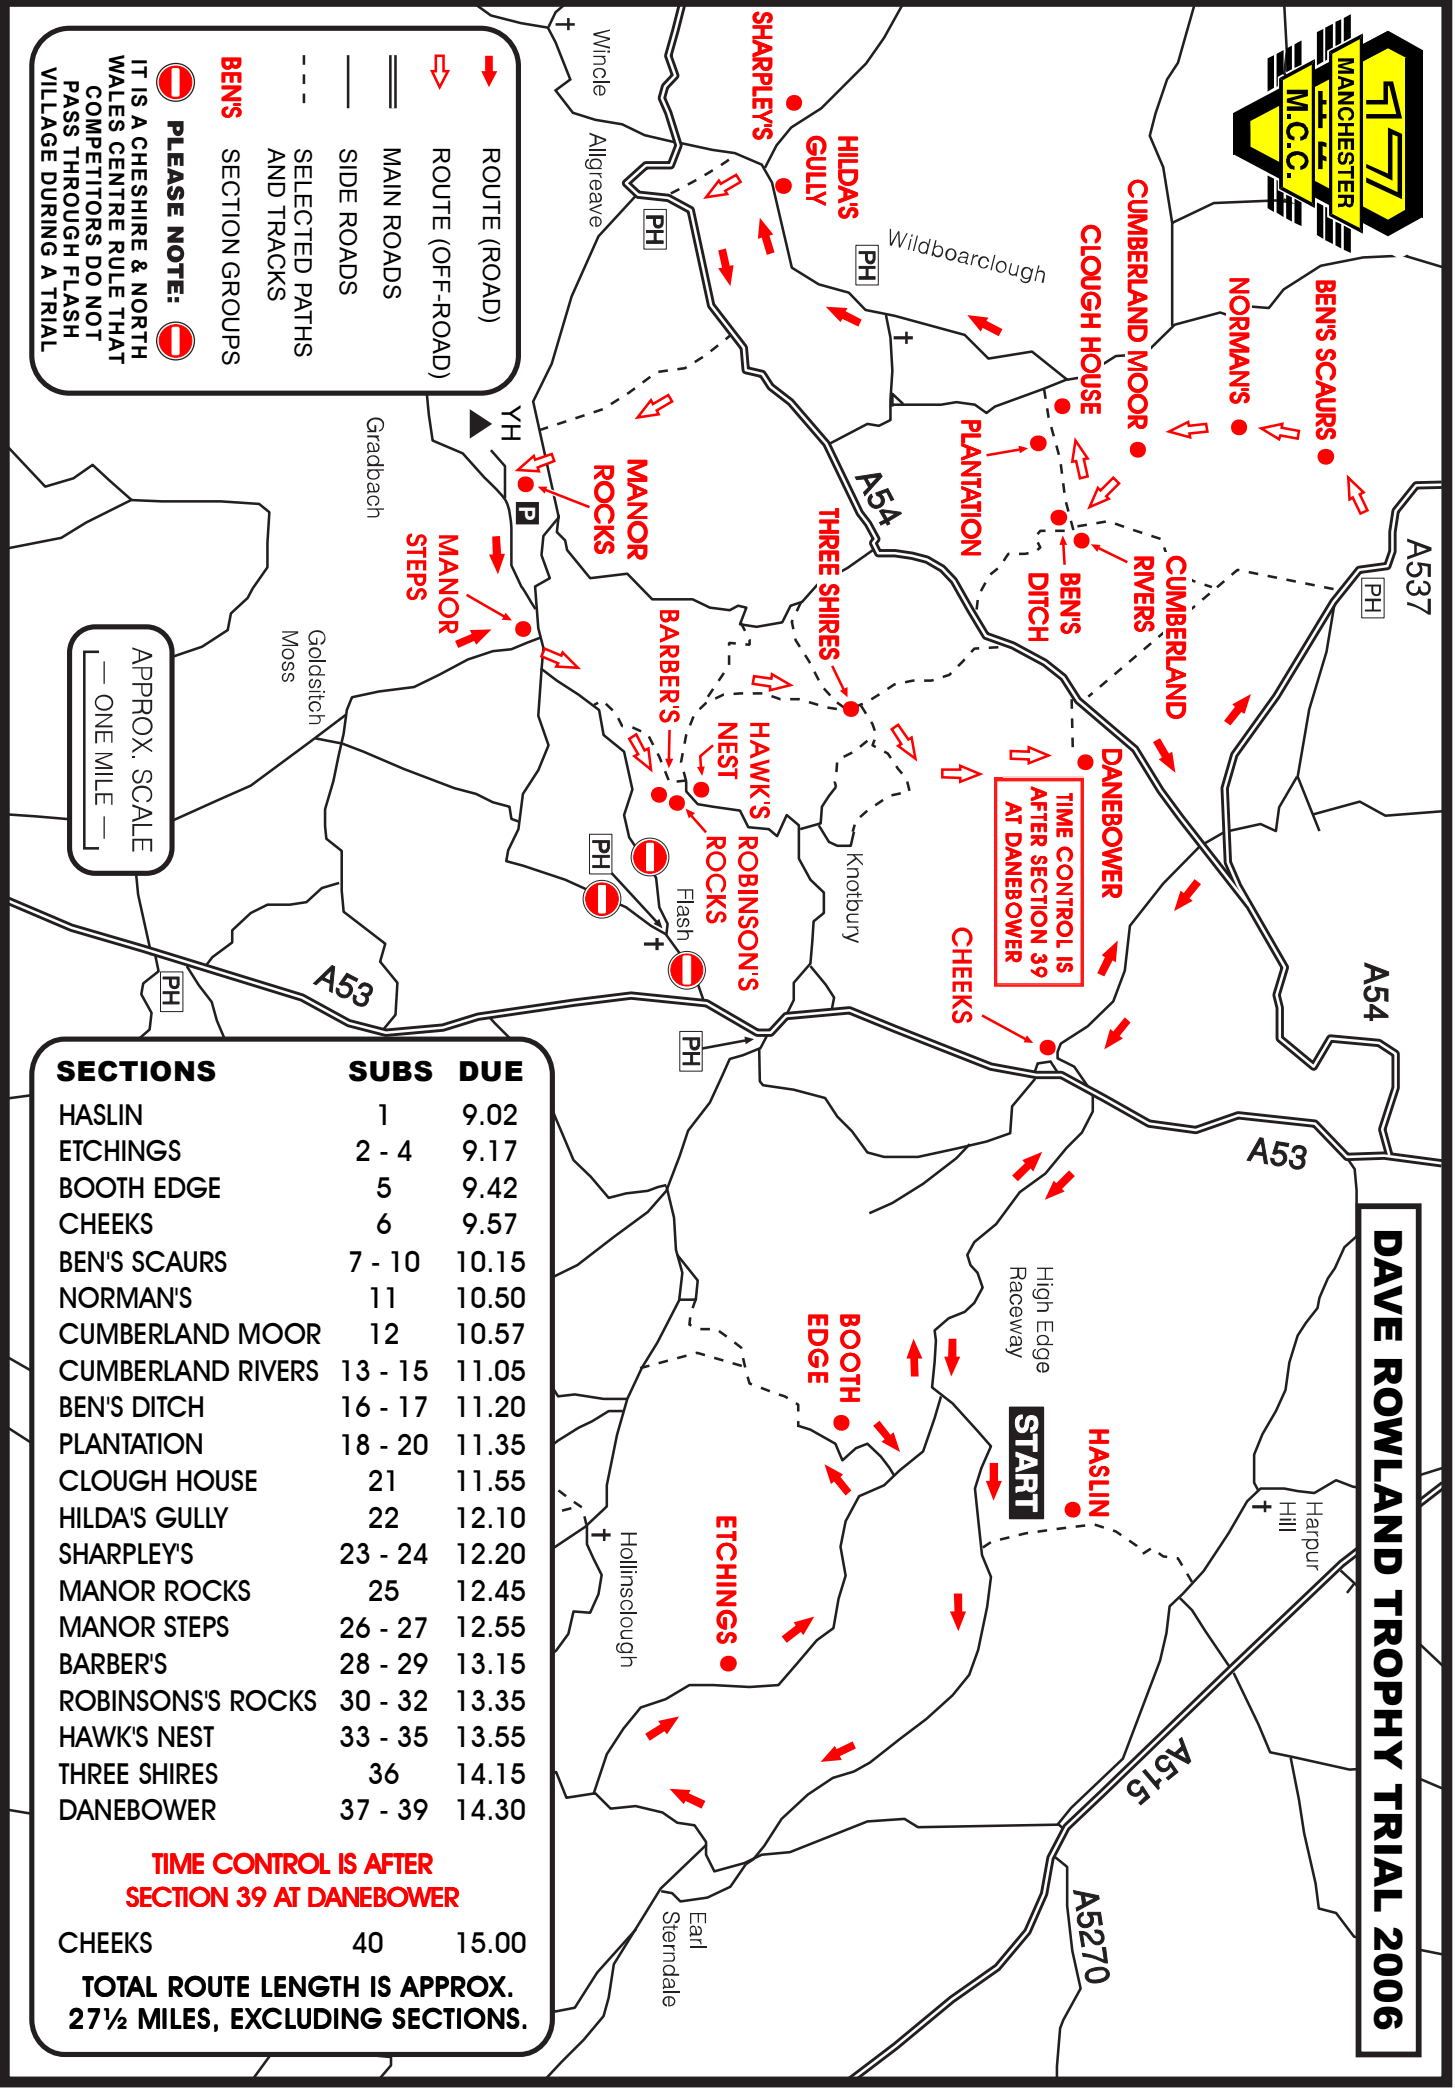 DAVE ROWLAND TROPHY TRIAL 2006
17
MANCHESTER
M.C.C.
ROUTE (ROAD)
ROUTE (OFF-ROAD)
MAIN ROADS
SIDE ROADS
SELECTED PATHS
AND TRACKS
BEN'S SECTION GROUPS
PLEASE NOTE:
IT IS A CHESHIRE & NORTH
WALES CENTRE RULE THAT
COMPETITORS DO NOT
PASS THROUGH FLASH
VILLAGE DURING A TRIAL
Wincle
Allgreave
SHARPLEY'S
HILDA'S
GULLY
PH
PH
Wildboarclough
CUMBERLAND MOOR
CLOUGH HOUSE
NORMAN'S
BEN'S SCAURS
PLANTATION
A54
A537
PH
CUMBERLAND
RIVERS
BEN'S
DITCH
THREE SHIRES
YH
P
MANOR
ROCKS
Gradbach
MANOR
STEPS
BARBER'S
HAWK'S
NEST
ROBINSON'S
ROCKS
DANEBOWER
TIME CONTROL IS
AFTER SECTION 39
AT DANEBOWER
Goldsitch
Moss
APPROX. SCALE
ONE MILE
PH
Flash
Knotbury
CHEEKS
A54
A53
PH
A53
PH
High Edge
Raceway
BOOTH
EDGE
START
HASLIN
Harpur
Hill
ETCHINGS
Hollinsclough
A515
A5270
Earl
Sterndale
SECTIONS SUBS DUE
HASLIN 1 9.02
ETCHINGS 2 - 4 9.17
BOOTH EDGE 5 9.42
CHEEKS 6 9.57
BEN'S SCAURS 7 - 10 10.15
NORMAN'S 11 10.50
CUMBERLAND MOOR 12 10.57
CUMBERLAND RIVERS 13 - 15 11.05
BEN'S DITCH 16 - 17 11.20
PLANTATION 18 - 20 11.35
CLOUGH HOUSE 21 11.55
HILDA'S GULLY 22 12.10
SHARPLEY'S 23 - 24 12.20
MANOR ROCKS 25 12.45
MANOR STEPS 26 - 27 12.55
BARBER'S 28 - 29 13.15
ROBINSONS'S ROCKS 30 - 32 13.35
HAWK'S NEST 33 - 35 13.55
THREE SHIRES 36 14.15
DANEBOWER 37 - 39 14.30
TIME CONTROL IS AFTER
SECTION 39 AT DANEBOWER
CHEEKS 40 15.00
TOTAL ROUTE LENGTH IS APPROX.
27½ MILES, EXCLUDING SECTIONS.